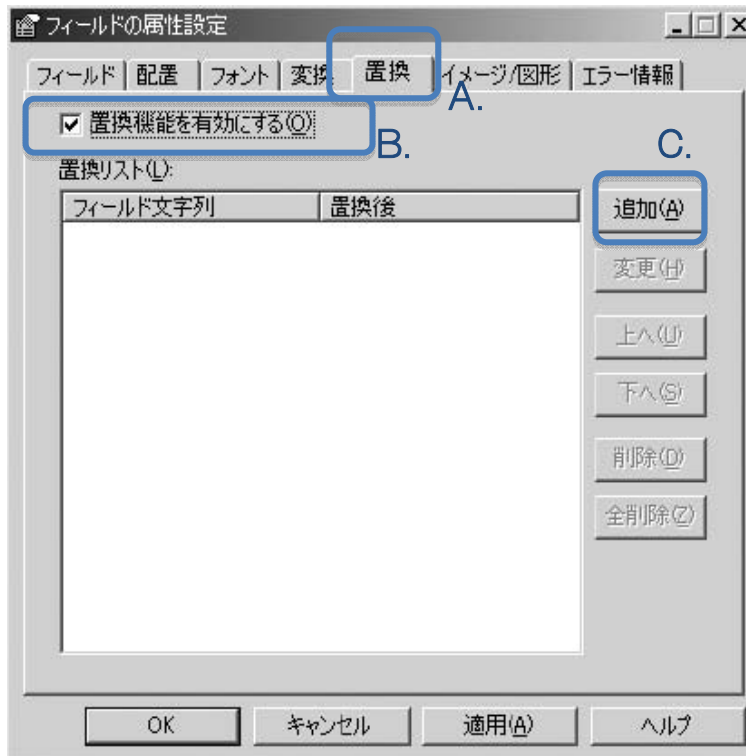 フィールドの属性設定
フィールド 配置 フォント 変換 置換 イメージ/図形 エラー情報
A.
置換機能を有効にする(O)
B.
C.
置換リスト(L):
フィールド文字列 置換後
追加(A)
変更(H)
上へ(U)
下へ(S)
削除(D)
全削除(Z)
OK キャンセル 適用(A) ヘルプ